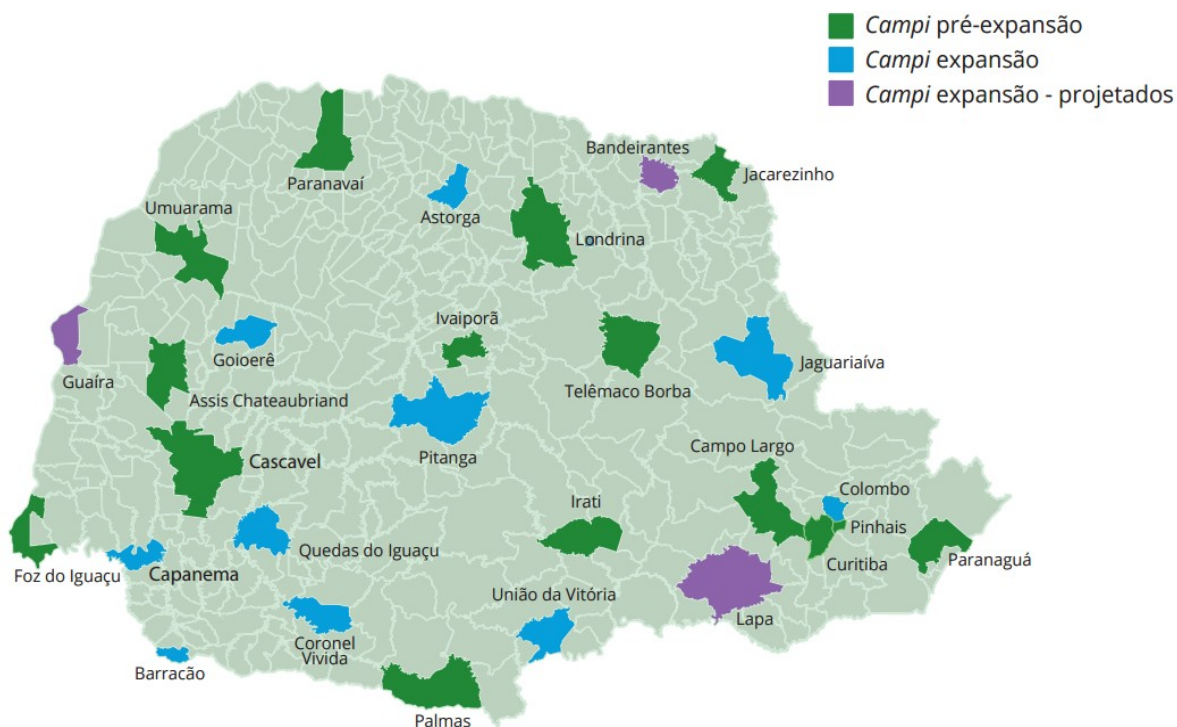 Campi pré-expansão
Campi expansão
Campi expansão - projetados
Bandeirantes
Jacarezinho
Paranavaí
Astorga
Umuarama
Londrina
Ivaiporã
Goioerê
Jaguariaíva
Guaíra
Assis Chateaubriand
Telêmaco Borba
Campo Largo
Pitanga
Cascavel
Colombo
Irati
Pinhais
Quedas do Iguaçu
Curitiba
Paranaguá
Foz do Iguaçu
Capanema
União da Vitória
Lapa
Coronel
Vivida
Barracão
Palmas